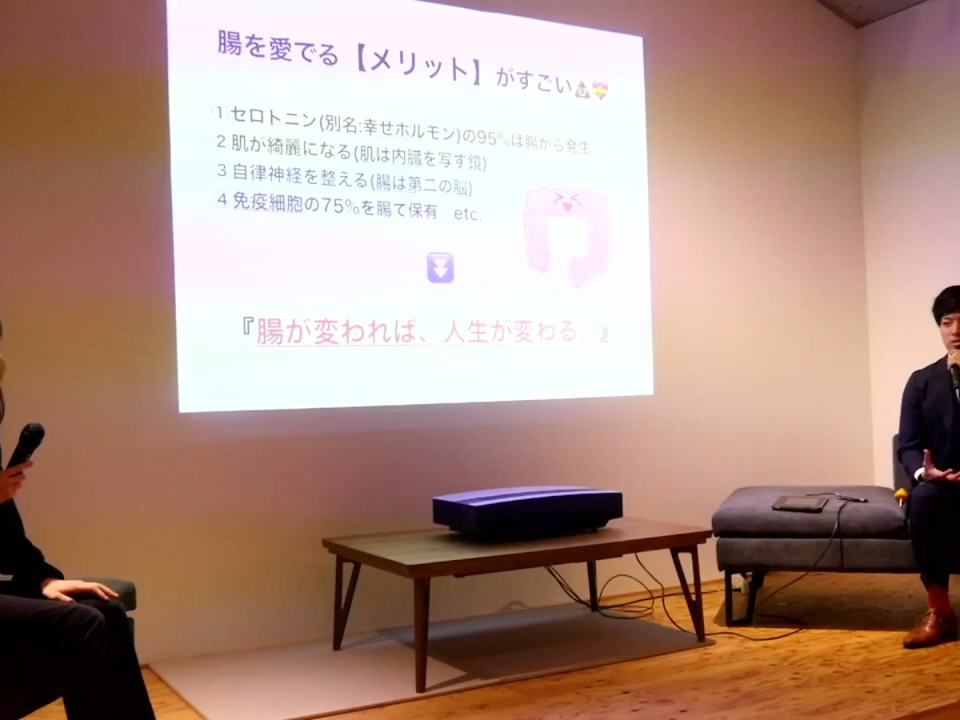 腸を愛でる【メリット】がすごい💩💝
① セロトニン(別名:幸せホルモン)の95%は腸から発生
2 肌が綺麗になる(肌は内臓を写す鏡)
3 自律神経を整える(腸は第二の脳)
4 免疫細胞の75%を腸で保有 etc.
『腸が変われば、人生が変わる。』